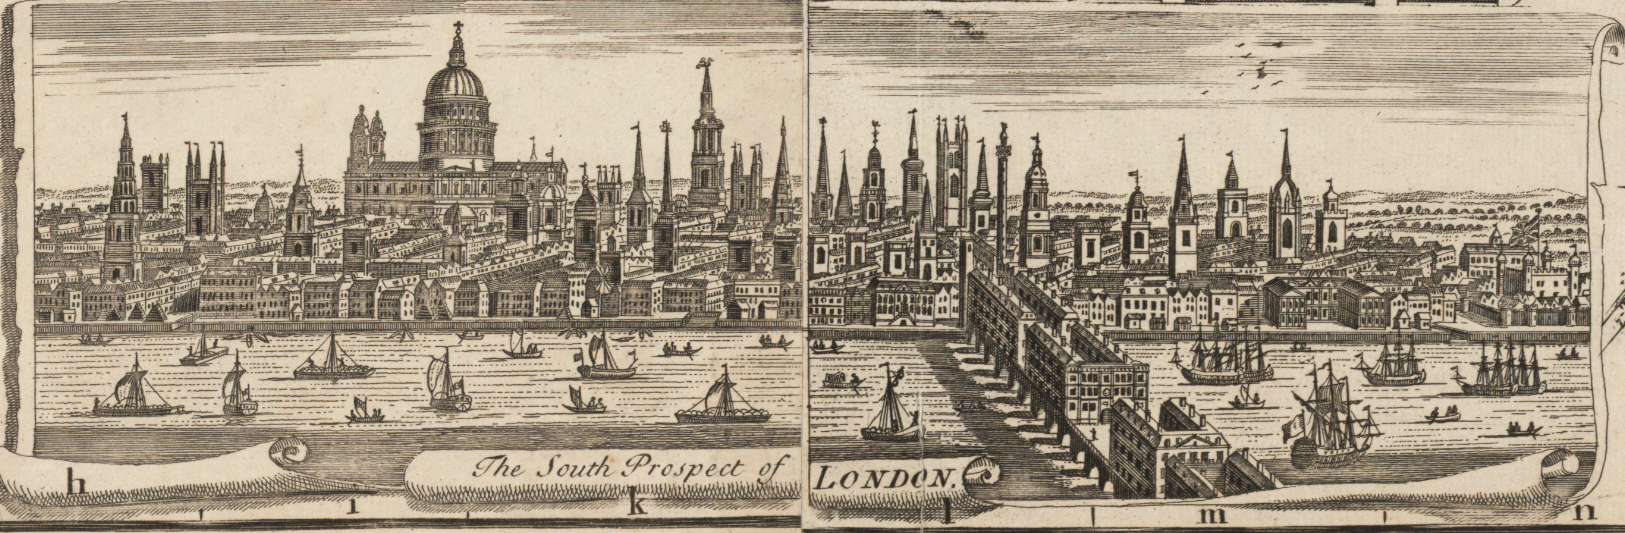 The South Prospect of LONDON.
h i k l m n